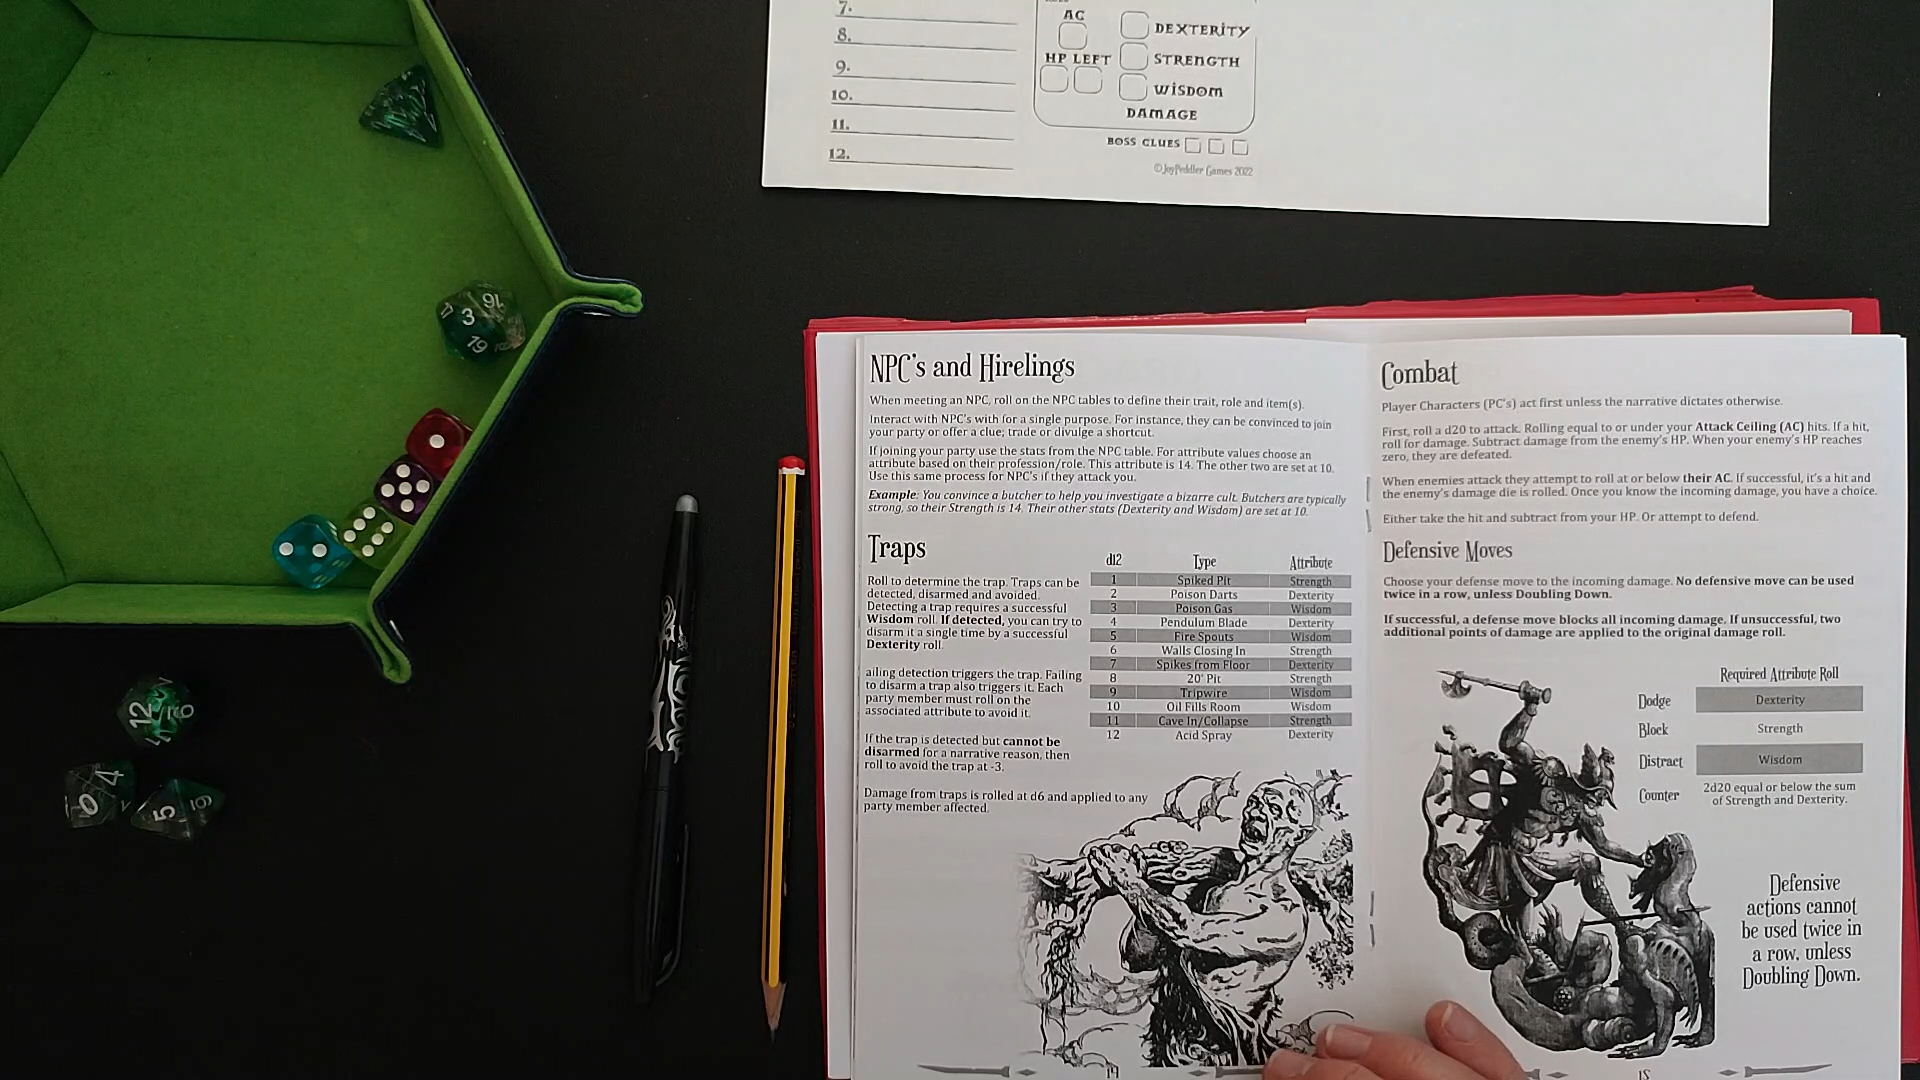 7.
8.
9.
10.
11.
12.
AC
HP LEFT
DEXTERITY
STRENGTH
WISDOM
DAMAGE
BOSS CLUES
©JoyPeddler Games 2022
16
3
19
12
4
0
5
NPC's and Hirelings
When meeting an NPC, roll on the NPC tables to define their trait, role and item(s).
Interact with NPC's with for a single purpose. For instance, they can be convinced to join
your party or offer a clue; trade or divulge a shortcut.
If joining your party use the stats from the NPC table. For attribute values choose an
attribute based on their profession/role. This attribute is 14. The other two are set at 10.
Use this same process for NPC's if they attack you.
Example: You convince a butcher to help you investigate a bizarre cult. Butchers are typically
strong, so their Strength is 14. Their other stats (Dexterity and Wisdom) are set at 10.
Traps
Roll to determine the trap. Traps can be
detected, disarmed and avoided.
Detecting a trap requires a successful
Wisdom roll. If detected, you can try to
disarm it a single time by a successful
Dexterity roll.
ailing detection triggers the trap. Failing
to disarm a trap also triggers it. Each
party member must roll on the
associated attribute to avoid it.
If the trap is detected but cannot be
disarmed for a narrative reason, then
roll to avoid the trap at -3.
Damage from traps is rolled at d6 and applied to any
party member affected.
d12 Type Attribute
1 Spiked Pit Strength
2 Poison Darts Dexterity
3 Poison Gas Wisdom
4 Pendulum Blade Dexterity
5 Fire Spouts Wisdom
6 Walls Closing In Strength
7 Spikes from Floor Dexterity
8 20' Pit Strength
9 Tripwire Wisdom
10 Oil Fills Room Wisdom
11 Cave In/Collapse Strength
12 Acid Spray Dexterity
14
Combat
Player Characters (PC's) act first unless the narrative dictates otherwise.
First, roll a d20 to attack. Rolling equal to or under your Attack Ceiling (AC) hits. If a hit,
roll for damage. Subtract damage from the enemy's HP. When your enemy's HP reaches
zero, they are defeated.
When enemies attack they attempt to roll at or below their AC. If successful, it's a hit and
the enemy's damage die is rolled. Once you know the incoming damage, you have a choice.
Either take the hit and subtract from your HP. Or attempt to defend.
Defensive Moves
Choose your defense move to the incoming damage. No defensive move can be used
twice in a row, unless Doubling Down.
If successful, a defense move blocks all incoming damage. If unsuccessful, two
additional points of damage are applied to the original damage roll.
Required Attribute Roll
Dodge Dexterity
Block Strength
Distract Wisdom
Counter 2d20 equal or below the sum
of Strength and Dexterity.
Defensive
actions cannot
be used twice in
a row, unless
Doubling Down.
15